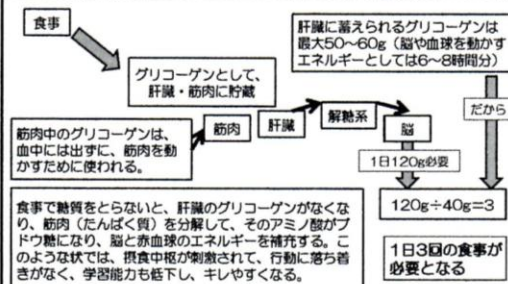 食事
肝臓に蓄えられるグリコーゲンは
最大50～60g（脳や血球を動かす
エネルギーとしては6～8時間分）
グリコーゲンとして、
肝臓・筋肉に貯蔵
だから
筋肉中のグリコーゲンは、
血中には出ずに、筋肉を動
かすために使われる。
筋肉
肝臓
解糖系
脳
1日120g必要
食事で糖質をとらないと、肝臓のグリコーゲンがなくな
り、筋肉（たんぱく質）を分解して、そのアミノ酸がブ
ドウ糖になり、脳と赤血球のエネルギーを補充する。こ
のような状では、摂食中枢が刺激されて、行動に落ち着
きがなく、学習能力も低下し、キレやすくなる。
120g÷40g=3
1日3回の食事が
必要となる